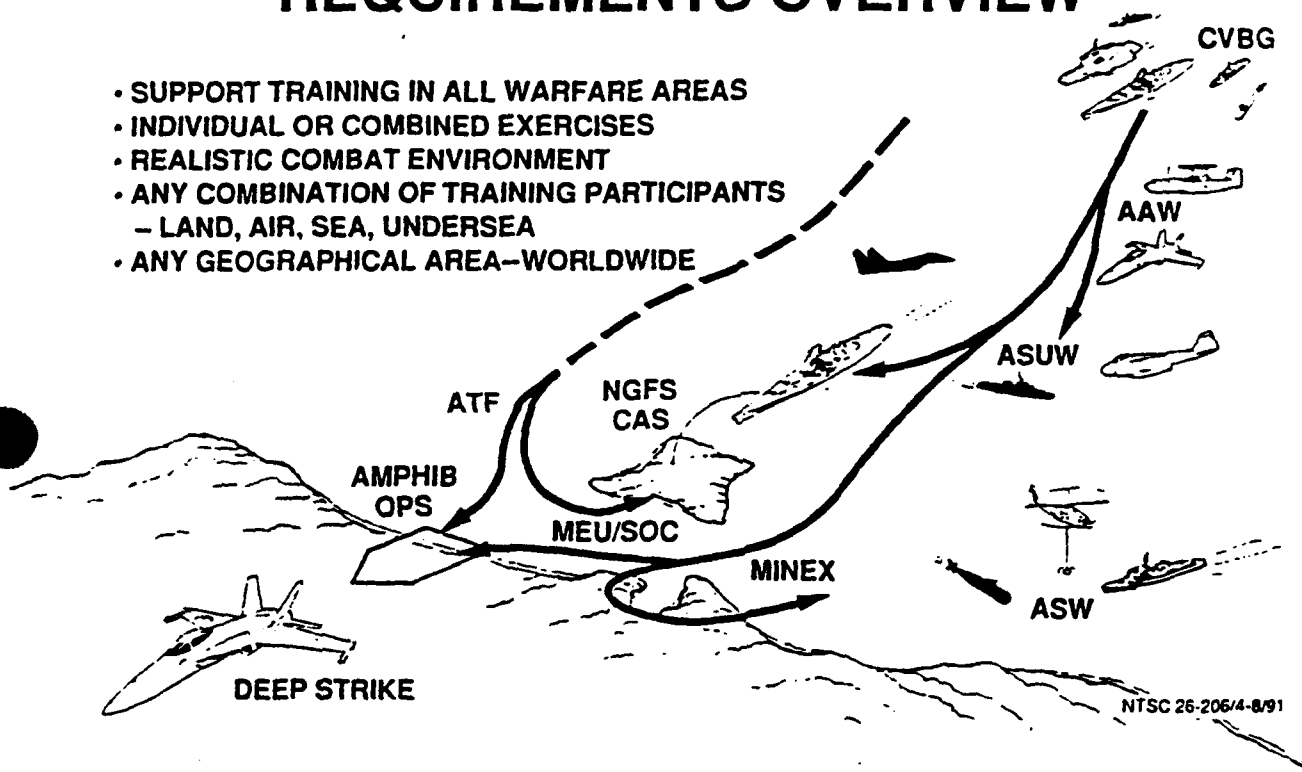 REQUIREMENTS OVERVIEW
CVBG
• SUPPORT TRAINING IN ALL WARFARE AREAS
• INDIVIDUAL OR COMBINED EXERCISES
• REALISTIC COMBAT ENVIRONMENT
• ANY COMBINATION OF TRAINING PARTICIPANTS
– LAND, AIR, SEA, UNDERSEA
• ANY GEOGRAPHICAL AREA–WORLDWIDE
AAW
ASUW
ATF
NGFS
CAS
AMPHIB
OPS
MEU/SOC
MINEX
ASW
DEEP STRIKE
NTSC 26-206/4-8/91